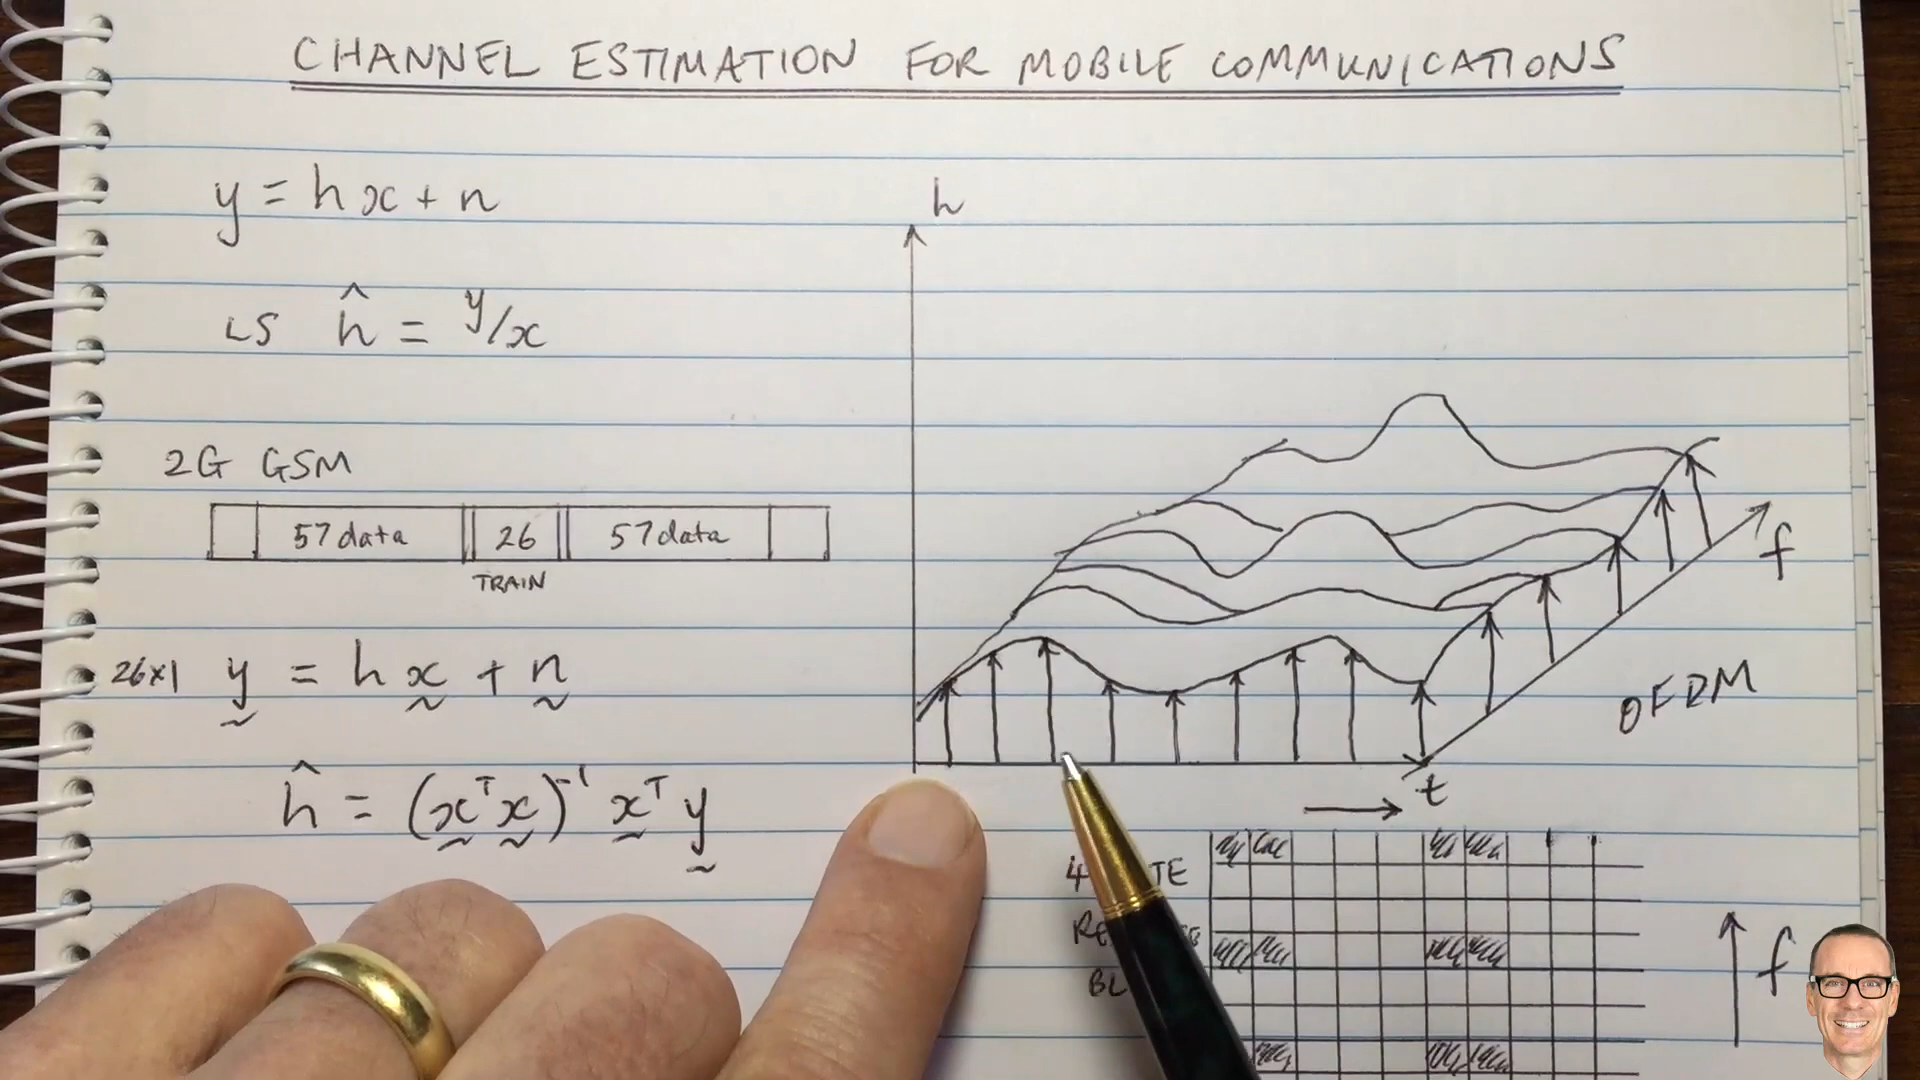 CHANNEL ESTIMATION FOR MOBILE COMMUNICATIONS
y = hx + n
LS ĥ = y/x
2G GSM
57 data 26 57 data
TRAIN
26x1 y = h x + n
ĥ = (xᵀx)⁻¹ xᵀ y
h
f
OFDM
t
f